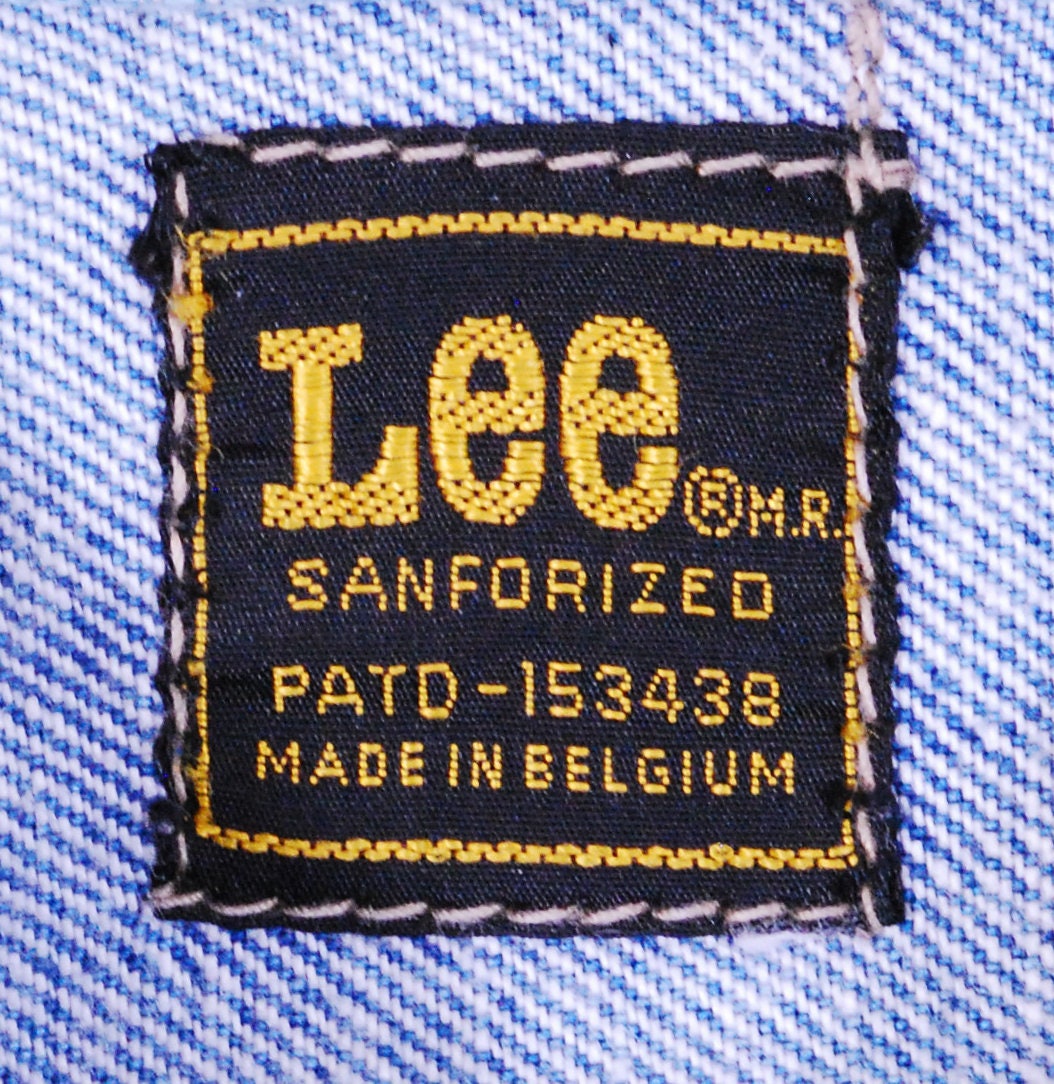 Lee ® M.R.
SANFORIZED
PATD-153438
MADE IN BELGIUM